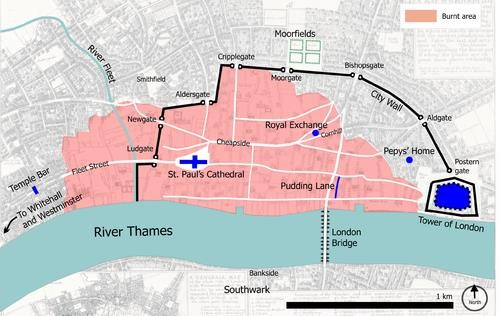 Burnt area
Moorfields
River Fleet
Cripplegate
Bishopsgate
Smithfield
Moorgate
Aldersgate
City Wall
Newgate
Royal Exchange
Aldgate
Cornhill
Cheapside
Ludgate
Pepys' Home
Fleet Street
Postern
gate
Temple Bar
St. Paul's Cathedral
Pudding Lane
To Whitehall
and Westminster
Tower of London
River Thames
London
Bridge
Bankside
Southwark
1 km
North